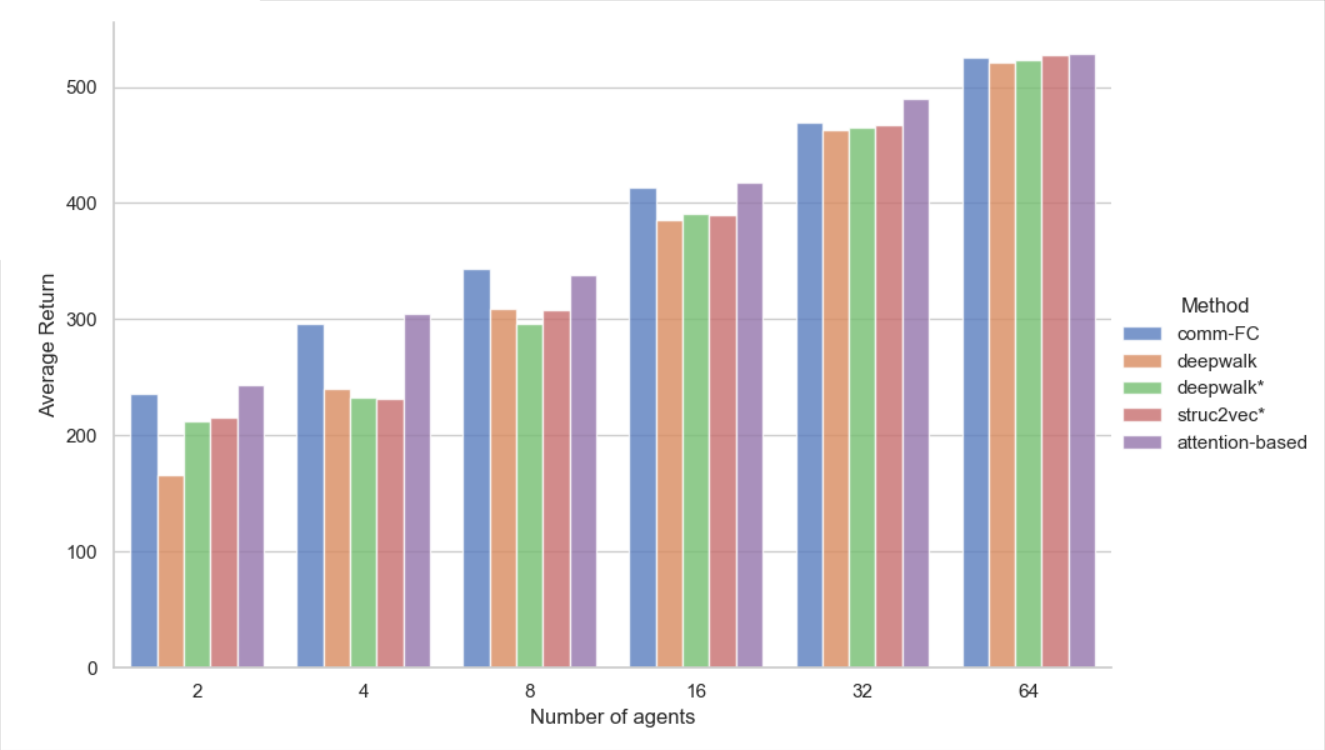 500
400
300
200
100
0
Average Return
2 4 8 16 32 64
Number of agents
Method
comm-FC
deepwalk
deepwalk*
struc2vec*
attention-based